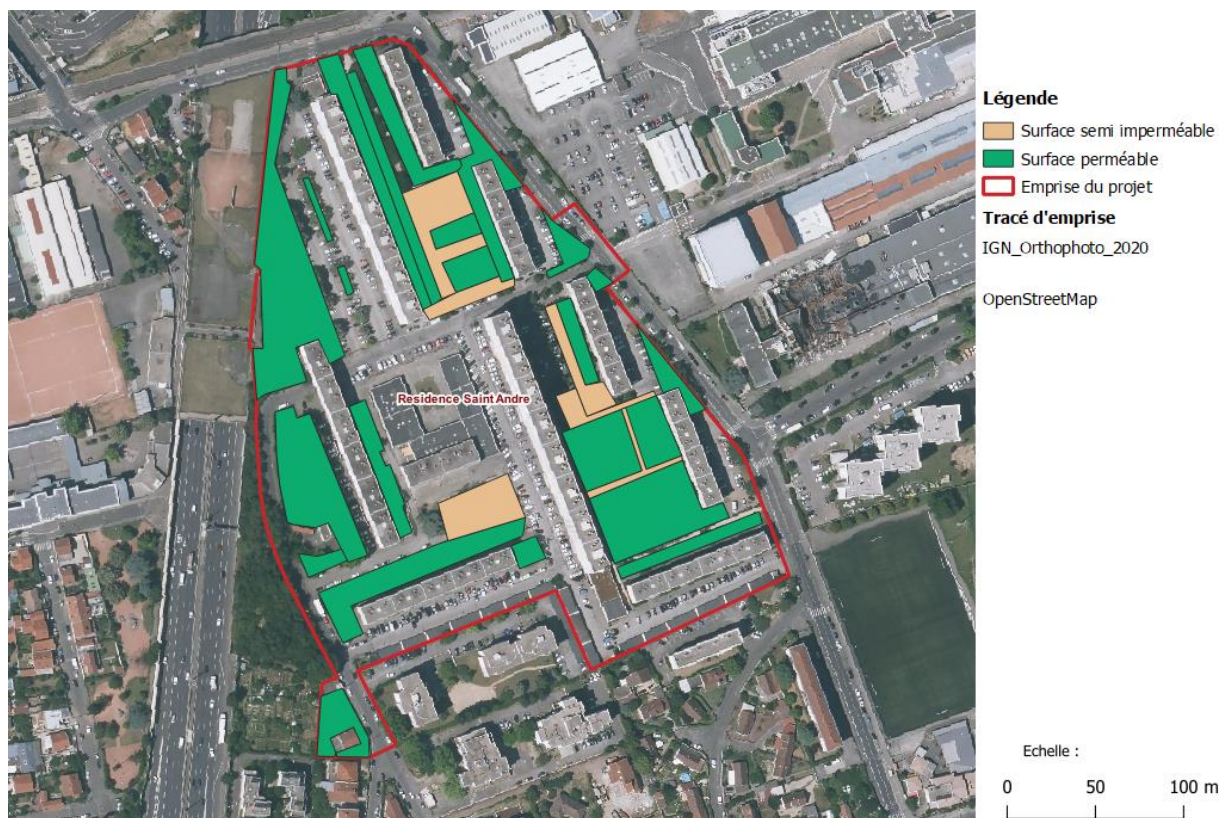 Légende
Surface semi imperméable
Surface perméable
Emprise du projet
Tracé d'emprise
IGN_Orthophoto_2020
OpenStreetMap
Residence Saint Andre
Echelle :
0 50 100 m